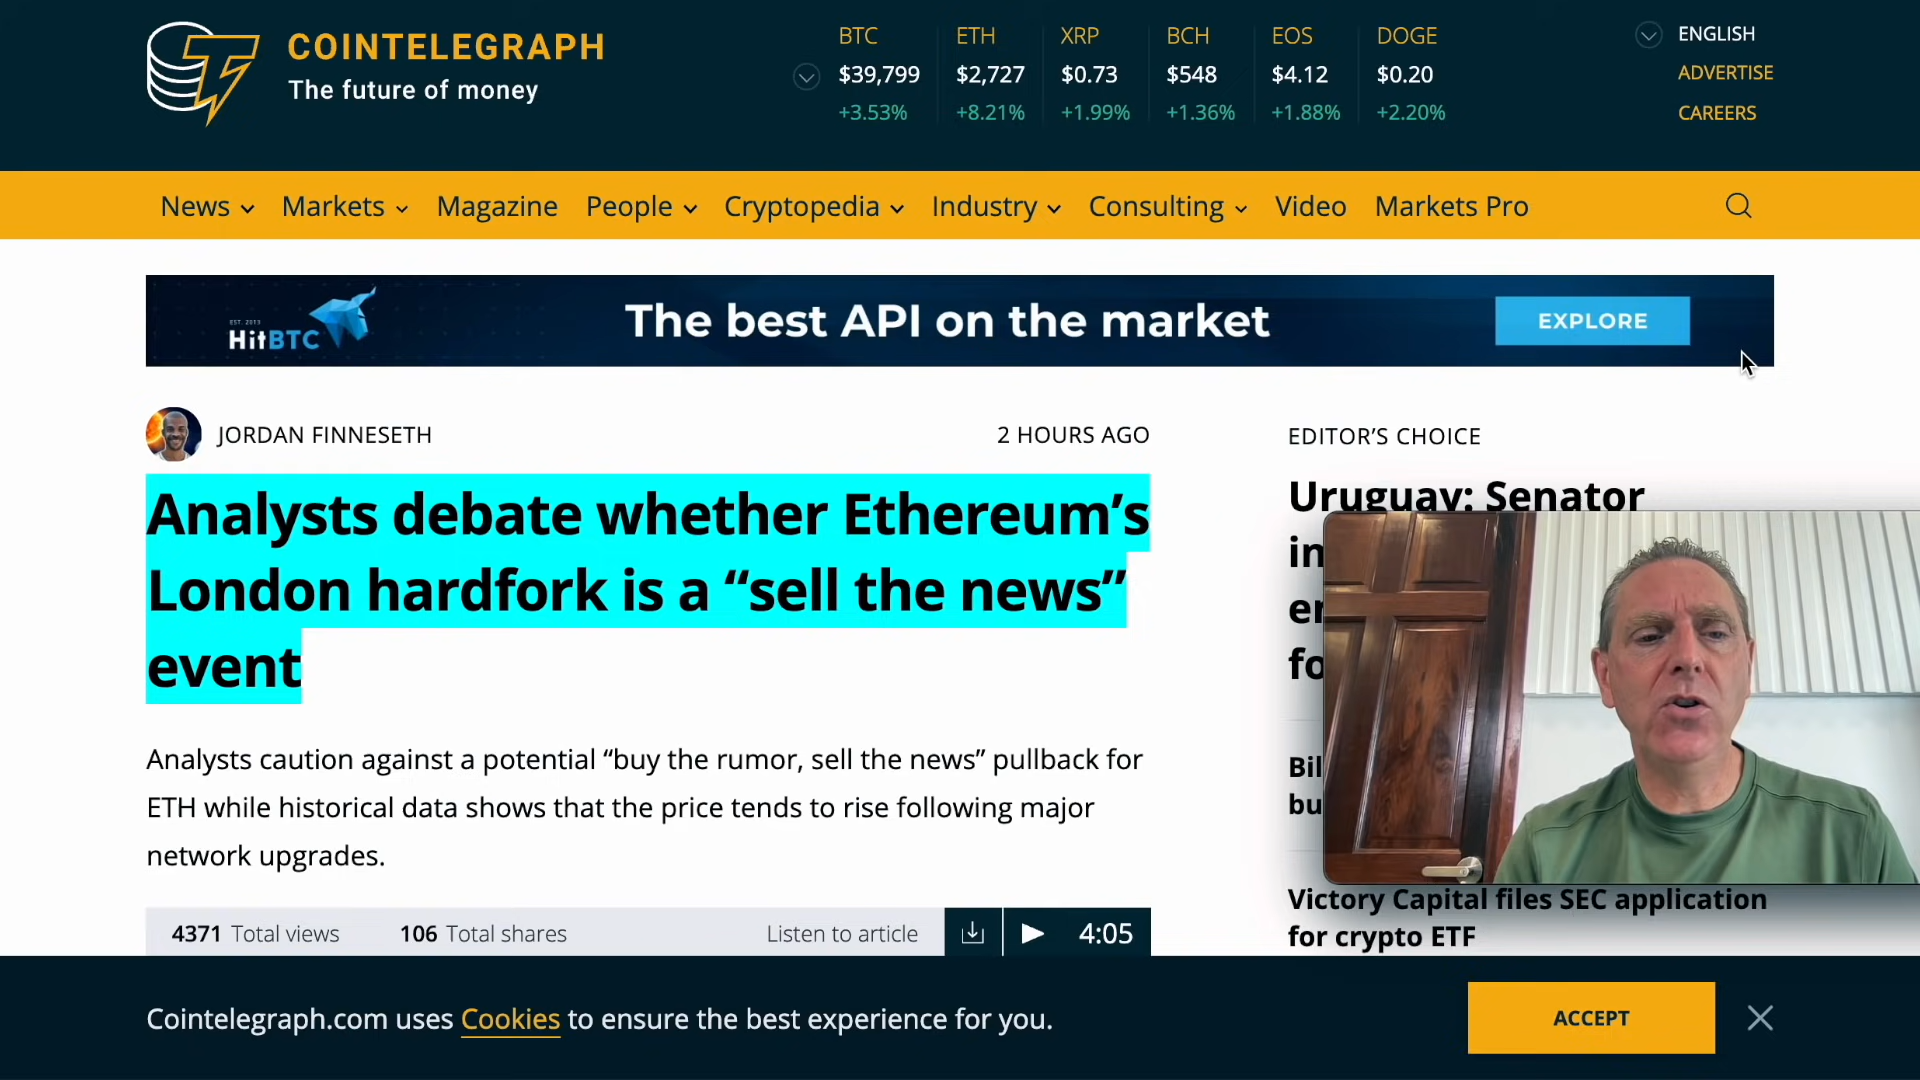 COINTELEGRAPH
The future of money
BTC ETH XRP BCH EOS DOGE
$39,799 $2,727 $0.73 $548 $4.12 $0.20
+3.53% +8.21% +1.99% +1.36% +1.88% +2.20%
ENGLISH
ADVERTISE
CAREERS
News Markets Magazine People Cryptopedia Industry Consulting Video Markets Pro
EST. 2013
HitBTC
The best API on the market
EXPLORE
JORDAN FINNESETH
2 HOURS AGO
Analysts debate whether Ethereum’s
London hardfork is a “sell the news”
event
Analysts caution against a potential “buy the rumor, sell the news” pullback for
ETH while historical data shows that the price tends to rise following major
network upgrades.
4371 Total views 106 Total shares Listen to article 4:05
EDITOR’S CHOICE
Uruguay: Senator
Victory Capital files SEC application
for crypto ETF
Cointelegraph.com uses Cookies to ensure the best experience for you.
ACCEPT